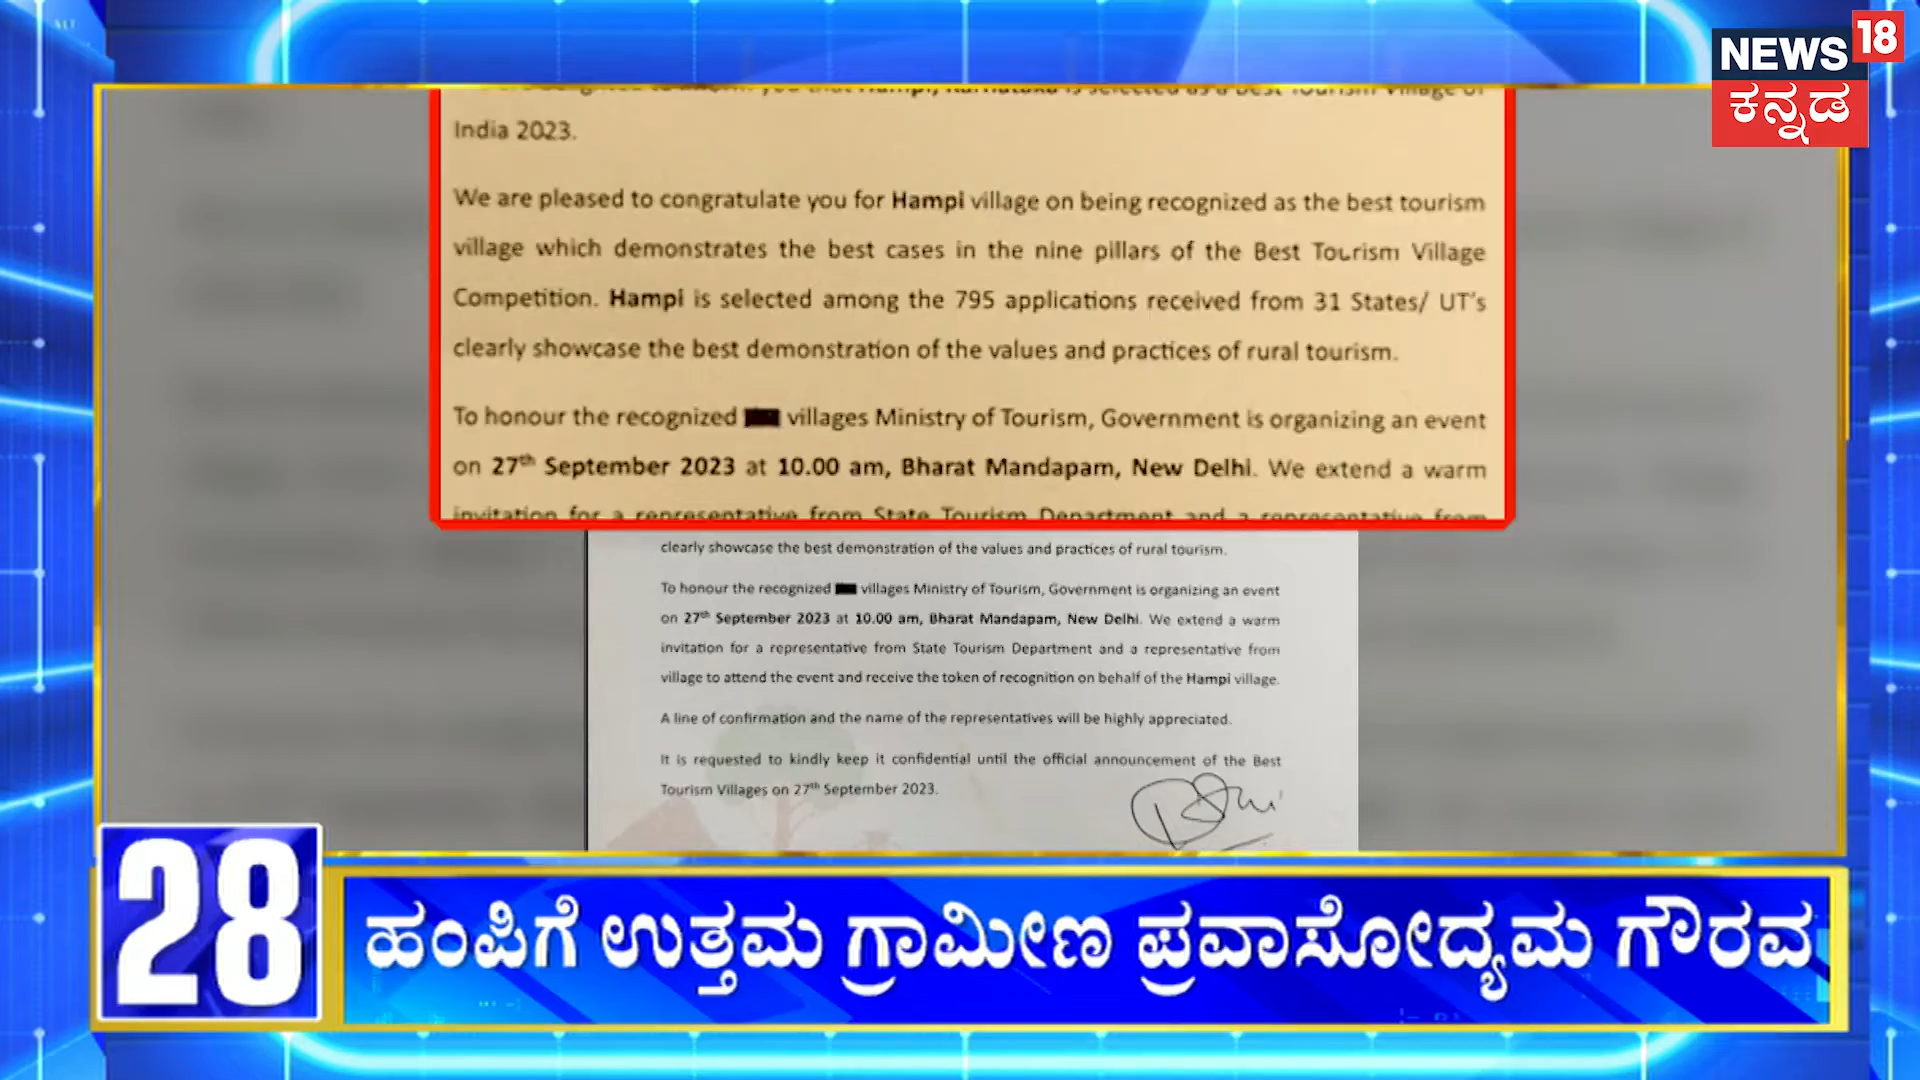 NEWS 18
ಕನ್ನಡ
India 2023.
We are pleased to congratulate you for Hampi village on being recognized as the best tourism
village which demonstrates the best cases in the nine pillars of the Best Tourism Village
Competition. Hampi is selected among the 795 applications received from 31 States/ UT's
clearly showcase the best demonstration of the values and practices of rural tourism.
To honour the recognized villages Ministry of Tourism, Government is organizing an event
on 27th September 2023 at 10.00 am, Bharat Mandapam, New Delhi. We extend a warm
invitation for a representative from State Tourism Department and a representative from
clearly showcase the best demonstration of the values and practices of rural tourism.
To honour the recognized villages Ministry of Tourism, Government is organizing an event
on 27th September 2023 at 10.00 am, Bharat Mandapam, New Delhi. We extend a warm
invitation for a representative from State Tourism Department and a representative from
village to attend the event and receive the token of recognition on behalf of the Hampi village.
A line of confirmation and the name of the representatives will be highly appreciated.
It is requested to kindly keep it confidential until the official announcement of the Best
Tourism Villages on 27th September 2023.
28
ಹಂಪಿಗೆ ಉತ್ತಮ ಗ್ರಾಮೀಣ ಪ್ರವಾಸೋದ್ಯಮ ಗೌರವ